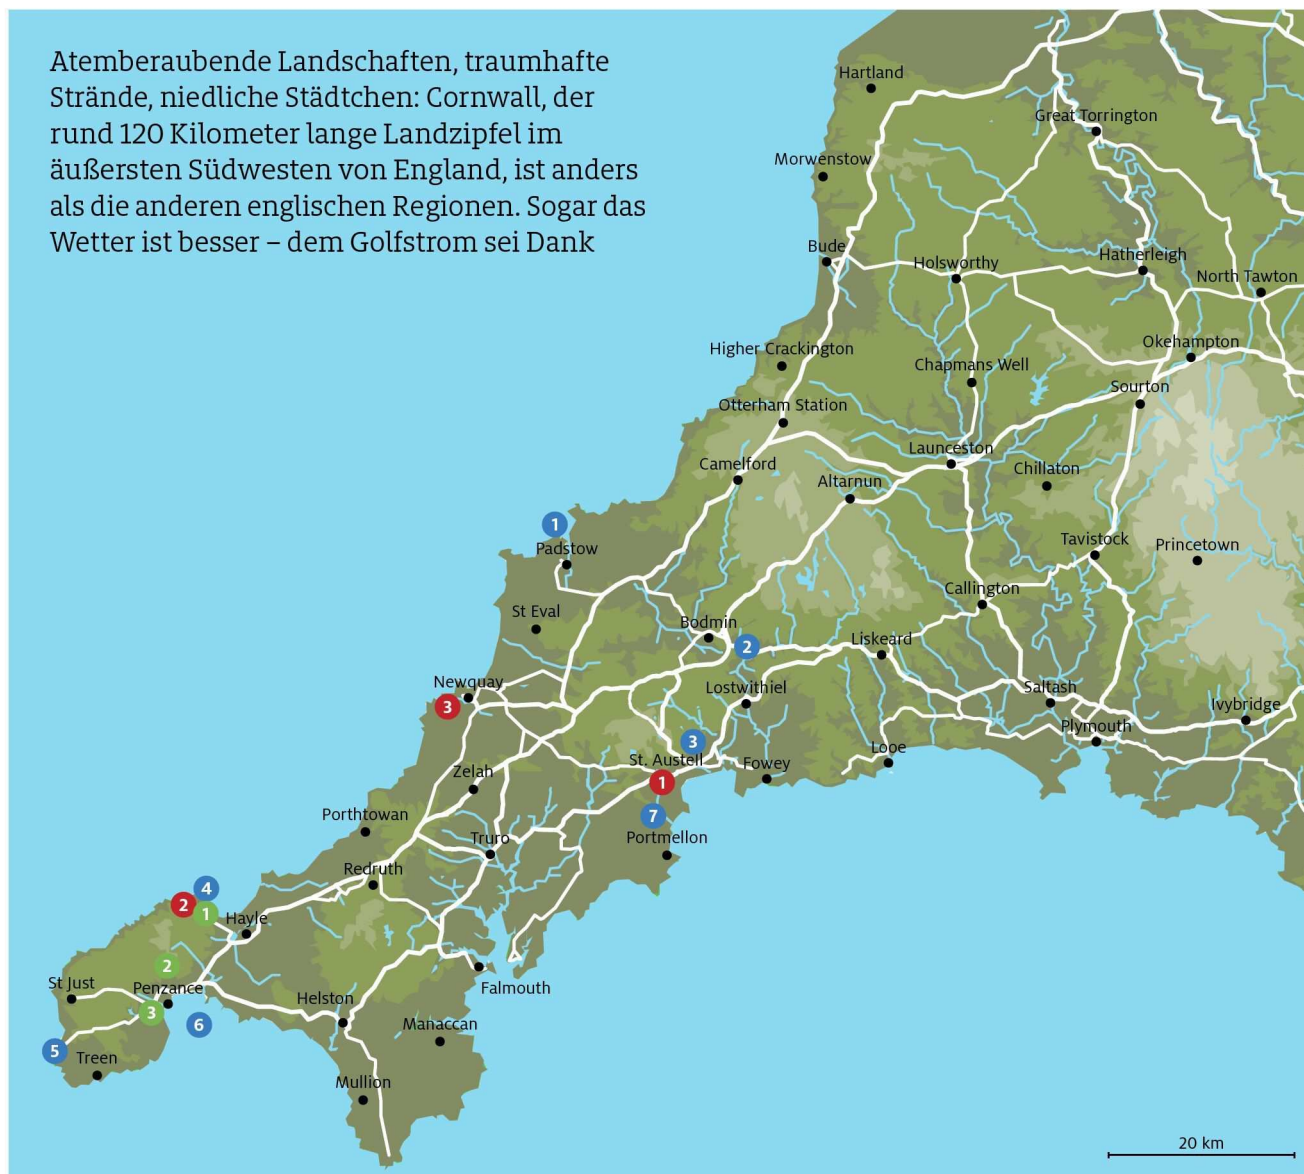 Atemberaubende Landschaften, traumhafte
Strände, niedliche Städtchen: Cornwall, der
rund 120 Kilometer lange Landzipfel im
äußersten Südwesten von England, ist anders
als die anderen englischen Regionen. Sogar das
Wetter ist besser – dem Golfstrom sei Dank
Hartland
Great Torrington
Morwenstow
Bude
Holsworthy
Hatherleigh
North Tawton
Higher Crackington
Okehampton
Chapmans Well
Sourton
Otterham Station
Launceston
Camelford
Chillaton
Altarnun
1
Padstow
Tavistock
Princetown
Callington
St Eval
Bodmin
2
Liskeard
Newquay
3
Lostwithiel
Saltash
Ivybridge
Plymouth
3
Looe
St. Austell
Fowey
Zelah
1
Porthtowan
7
Truro
Portmellon
Redruth
4
2
1
Hayle
2
St Just
Penzance
Falmouth
3
Helston
6
Manaccan
5
Treen
Mullion
20 km